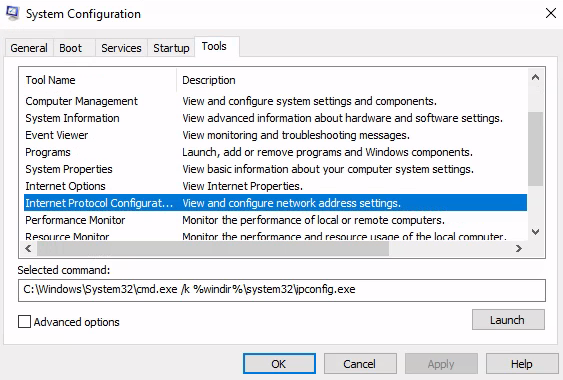 System Configuration
General Boot Services Startup Tools
Tool Name Description
Computer Management View and configure system settings and components.
System Information View advanced information about hardware and software settings.
Event Viewer View monitoring and troubleshooting messages.
Programs Launch, add or remove programs and Windows components.
System Properties View basic information about your computer system settings.
Internet Options View Internet Properties.
Internet Protocol Configurat... View and configure network address settings.
Performance Monitor Monitor the performance of local or remote computers.
Resource Monitor Monitor the performance and resource usage of the local computer.
Selected command:
C:\Windows\System32\cmd.exe /k %windir%\system32\ipconfig.exe
Advanced options Launch
OK Cancel Apply Help